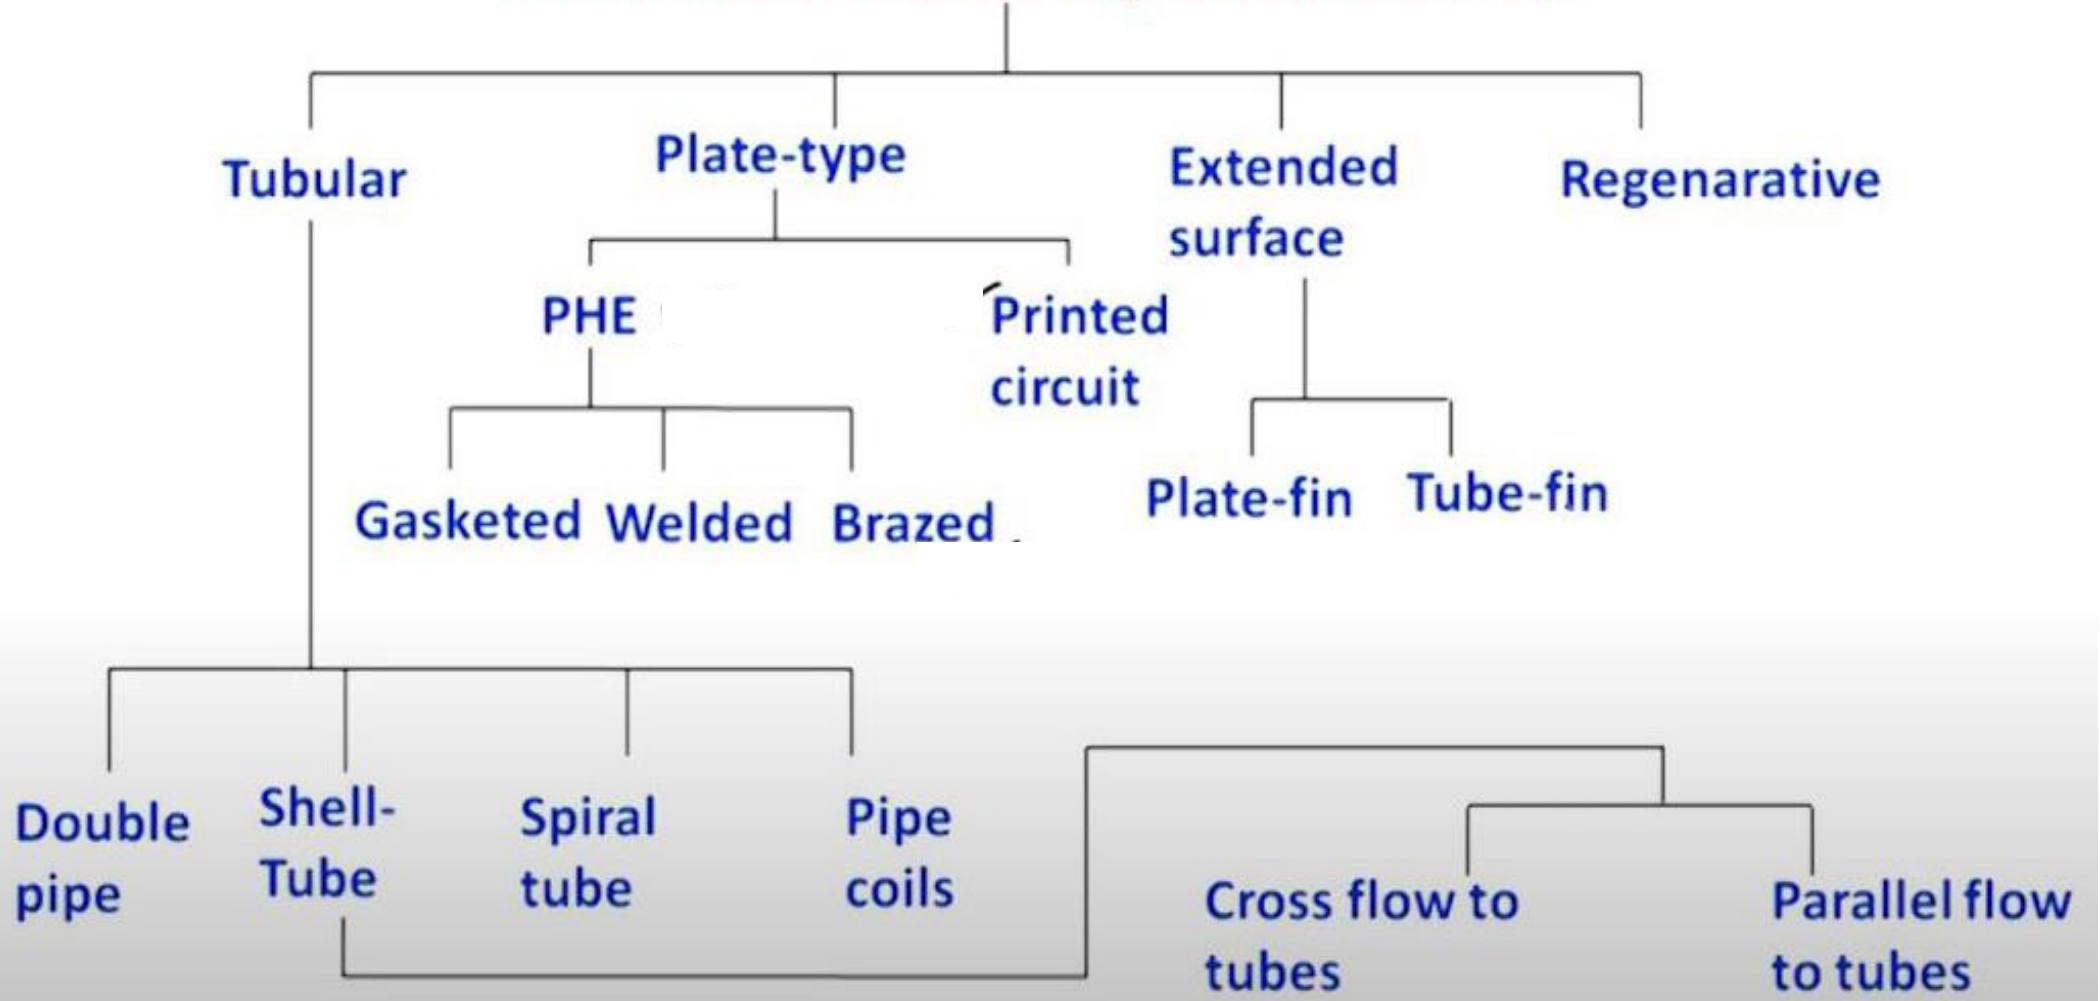 Tubular
Plate-type
Extended
surface
Regenarative
PHE
Printed
circuit
Gasketed
Welded
Brazed
Plate-fin
Tube-fin
Double
pipe
Shell-
Tube
Spiral
tube
Pipe
coils
Cross flow to
tubes
Parallel flow
to tubes